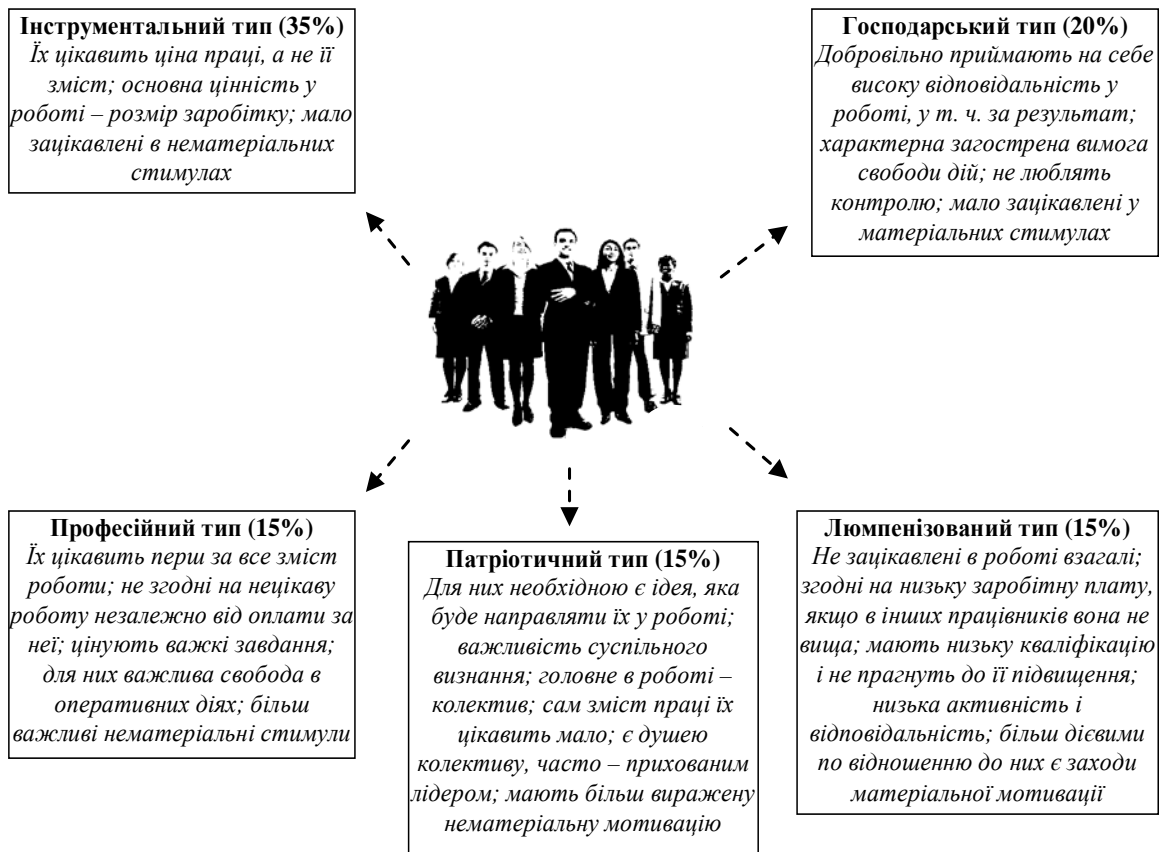 Інструментальний тип (35%)
Їх цікавить ціна праці, а не її
зміст; основна цінність у
роботі – розмір заробітку; мало
зацікавлені в нематеріальних
стимулах
Господарський тип (20%)
Добровільно приймають на себе
високу відповідальність у
роботі, у т. ч. за результат;
характерна загострена вимога
свободи дій; не люблять
контролю; мало зацікавлені у
матеріальних стимулах
Професійний тип (15%)
Їх цікавить перш за все зміст
роботи; не згодні на нецікаву
роботу незалежно від оплати за
неї; цінують важкі завдання;
для них важлива свобода в
оперативних діях; більш
важливі нематеріальні стимули
Патріотичний тип (15%)
Для них необхідною є ідея, яка
буде направляти їх у роботі;
важливість суспільного
визнання; головне в роботі –
колектив; сам зміст праці їх
цікавить мало; є душею
колективу, часто – прихованим
лідером; мають більш виражену
нематеріальну мотивацію
Люмпенізований тип (15%)
Не зацікавлені в роботі взагалі;
згодні на низьку заробітну плату,
якщо в інших працівників вона не
вища; мають низьку кваліфікацію
і не прагнуть до її підвищення;
низька активність і
відповідальність; більш дієвими
по відношенню до них є заходи
матеріальної мотивації